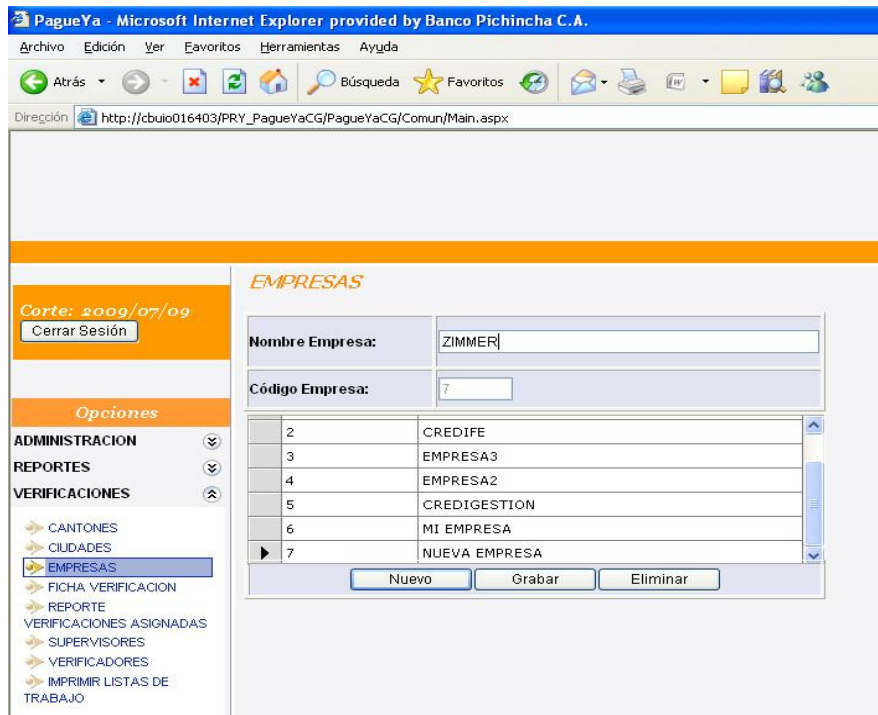 PagueYa - Microsoft Internet Explorer provided by Banco Pichincha C.A.
Archivo Edición Ver Favoritos Herramientas Ayuda
Atrás Búsqueda Favoritos
Dirección http://cbuio016403/PRY_PagueYaCG/PagueYaCG/Comun/Main.aspx
Corte: 2009/07/09
Cerrar Sesión
Opciones
ADMINISTRACION
REPORTES
VERIFICACIONES
CANTONES
CIUDADES
EMPRESAS
FICHA VERIFICACION
REPORTE
VERIFICACIONES ASIGNADAS
SUPERVISORES
VERIFICADORES
IMPRIMIR LISTAS DE
TRABAJO
EMPRESAS
Nombre Empresa: ZIMMER
Código Empresa: 7
2 CREDIFE
3 EMPRESA3
4 EMPRESA2
5 CREDIGESTION
6 MI EMPRESA
7 NUEVA EMPRESA
Nuevo Grabar Eliminar